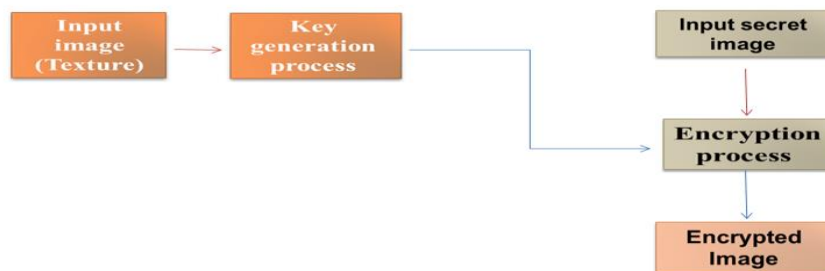 Input
image
(Texture)
Key
generation
process
Input secret
image
Encryption
process
Encrypted
Image